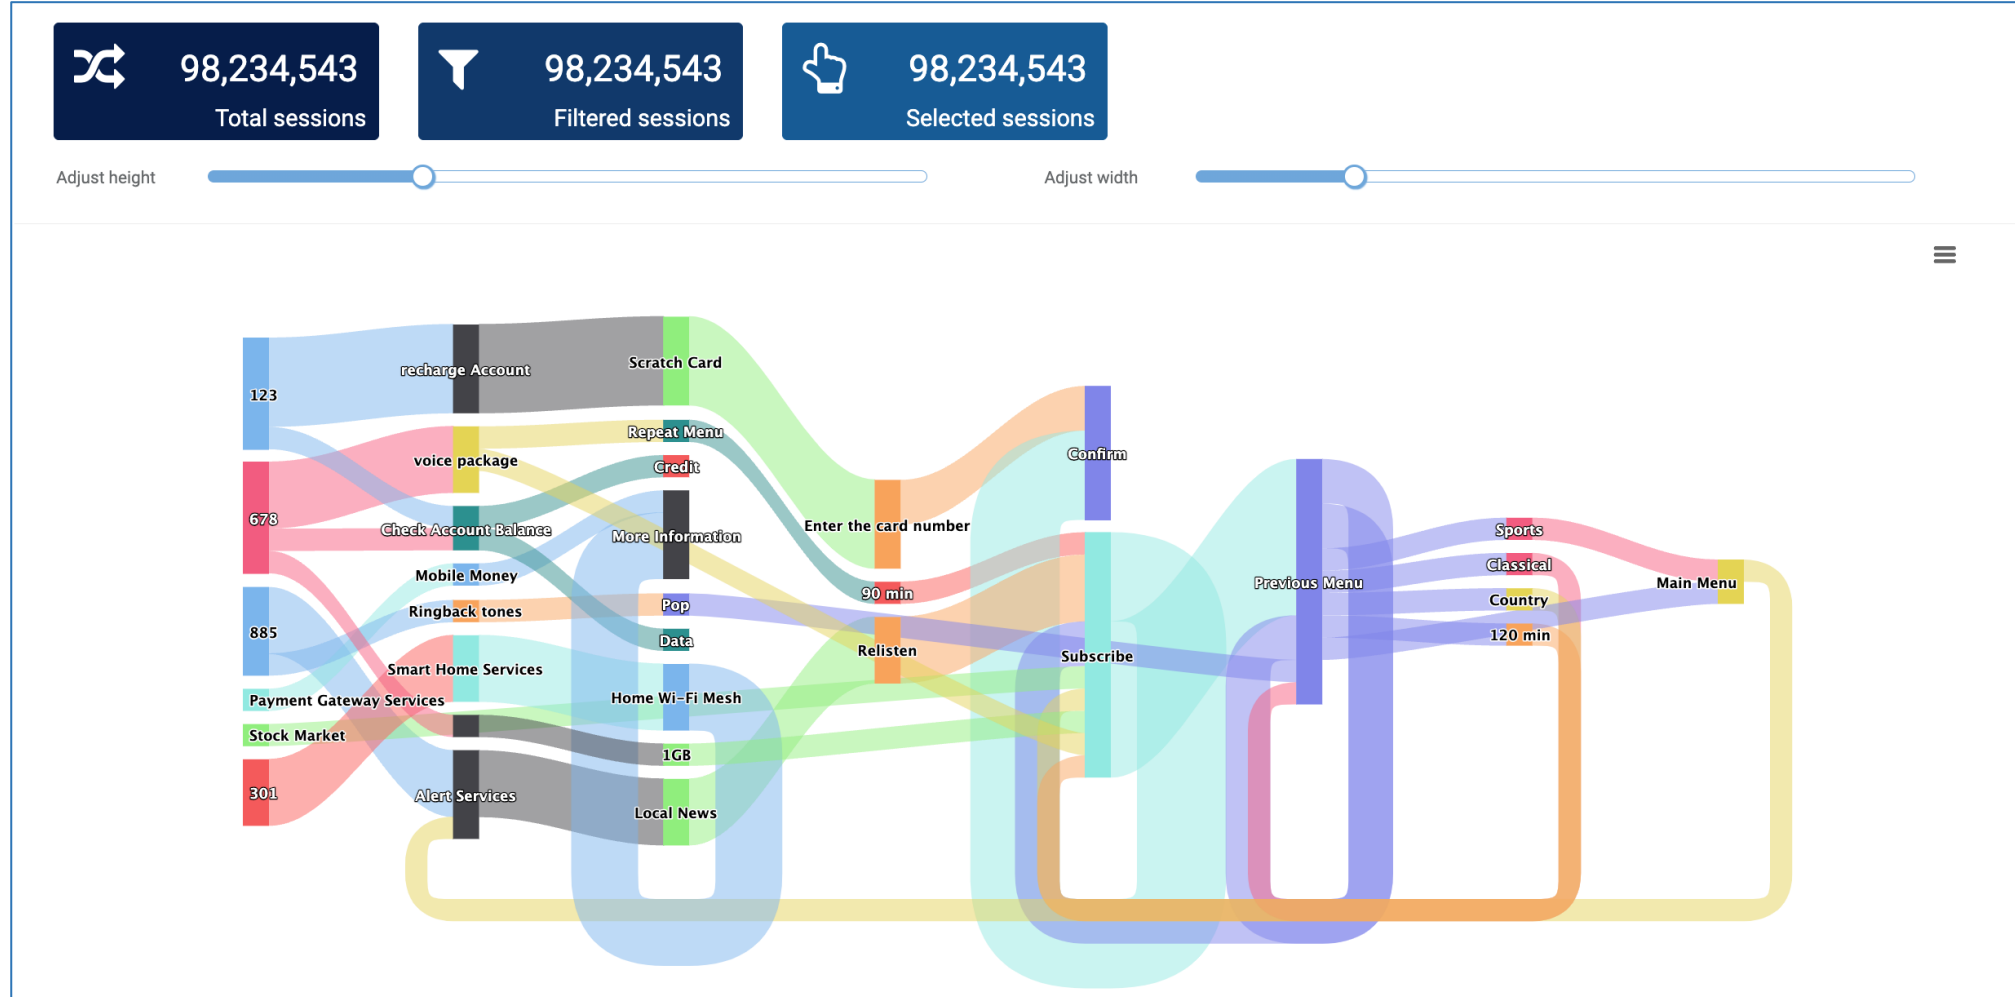 98,234,543
Total sessions
98,234,543
Filtered sessions
98,234,543
Selected sessions
Adjust height
Adjust width
123
678
885
Payment Gateway Services
Stock Market
301
recharge Account
voice package
Check Account Balance
Mobile Money
Ringback tones
Smart Home Services
Alert Services
Scratch Card
Repeat Menu
Credit
More Information
Pop
Data
Home Wi-Fi Mesh
1GB
Local News
Enter the card number
90 min
Relisten
Confirm
Subscribe
Previous Menu
Sports
Classical
Country
120 min
Main Menu